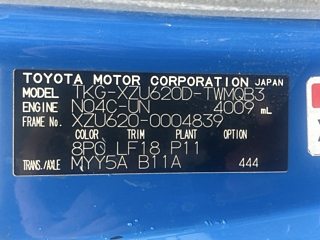 TOYOTA MOTOR CORPORATION JAPAN
MODEL TKG-XZU620D-TWMQB3
ENGINE N04C-UN 4009 mL
FRAME NO. XZU620-0004839
COLOR TRIM PLANT OPTION
8P0 LF18 P11
TRANS./AXLE MYY5A B11A 444